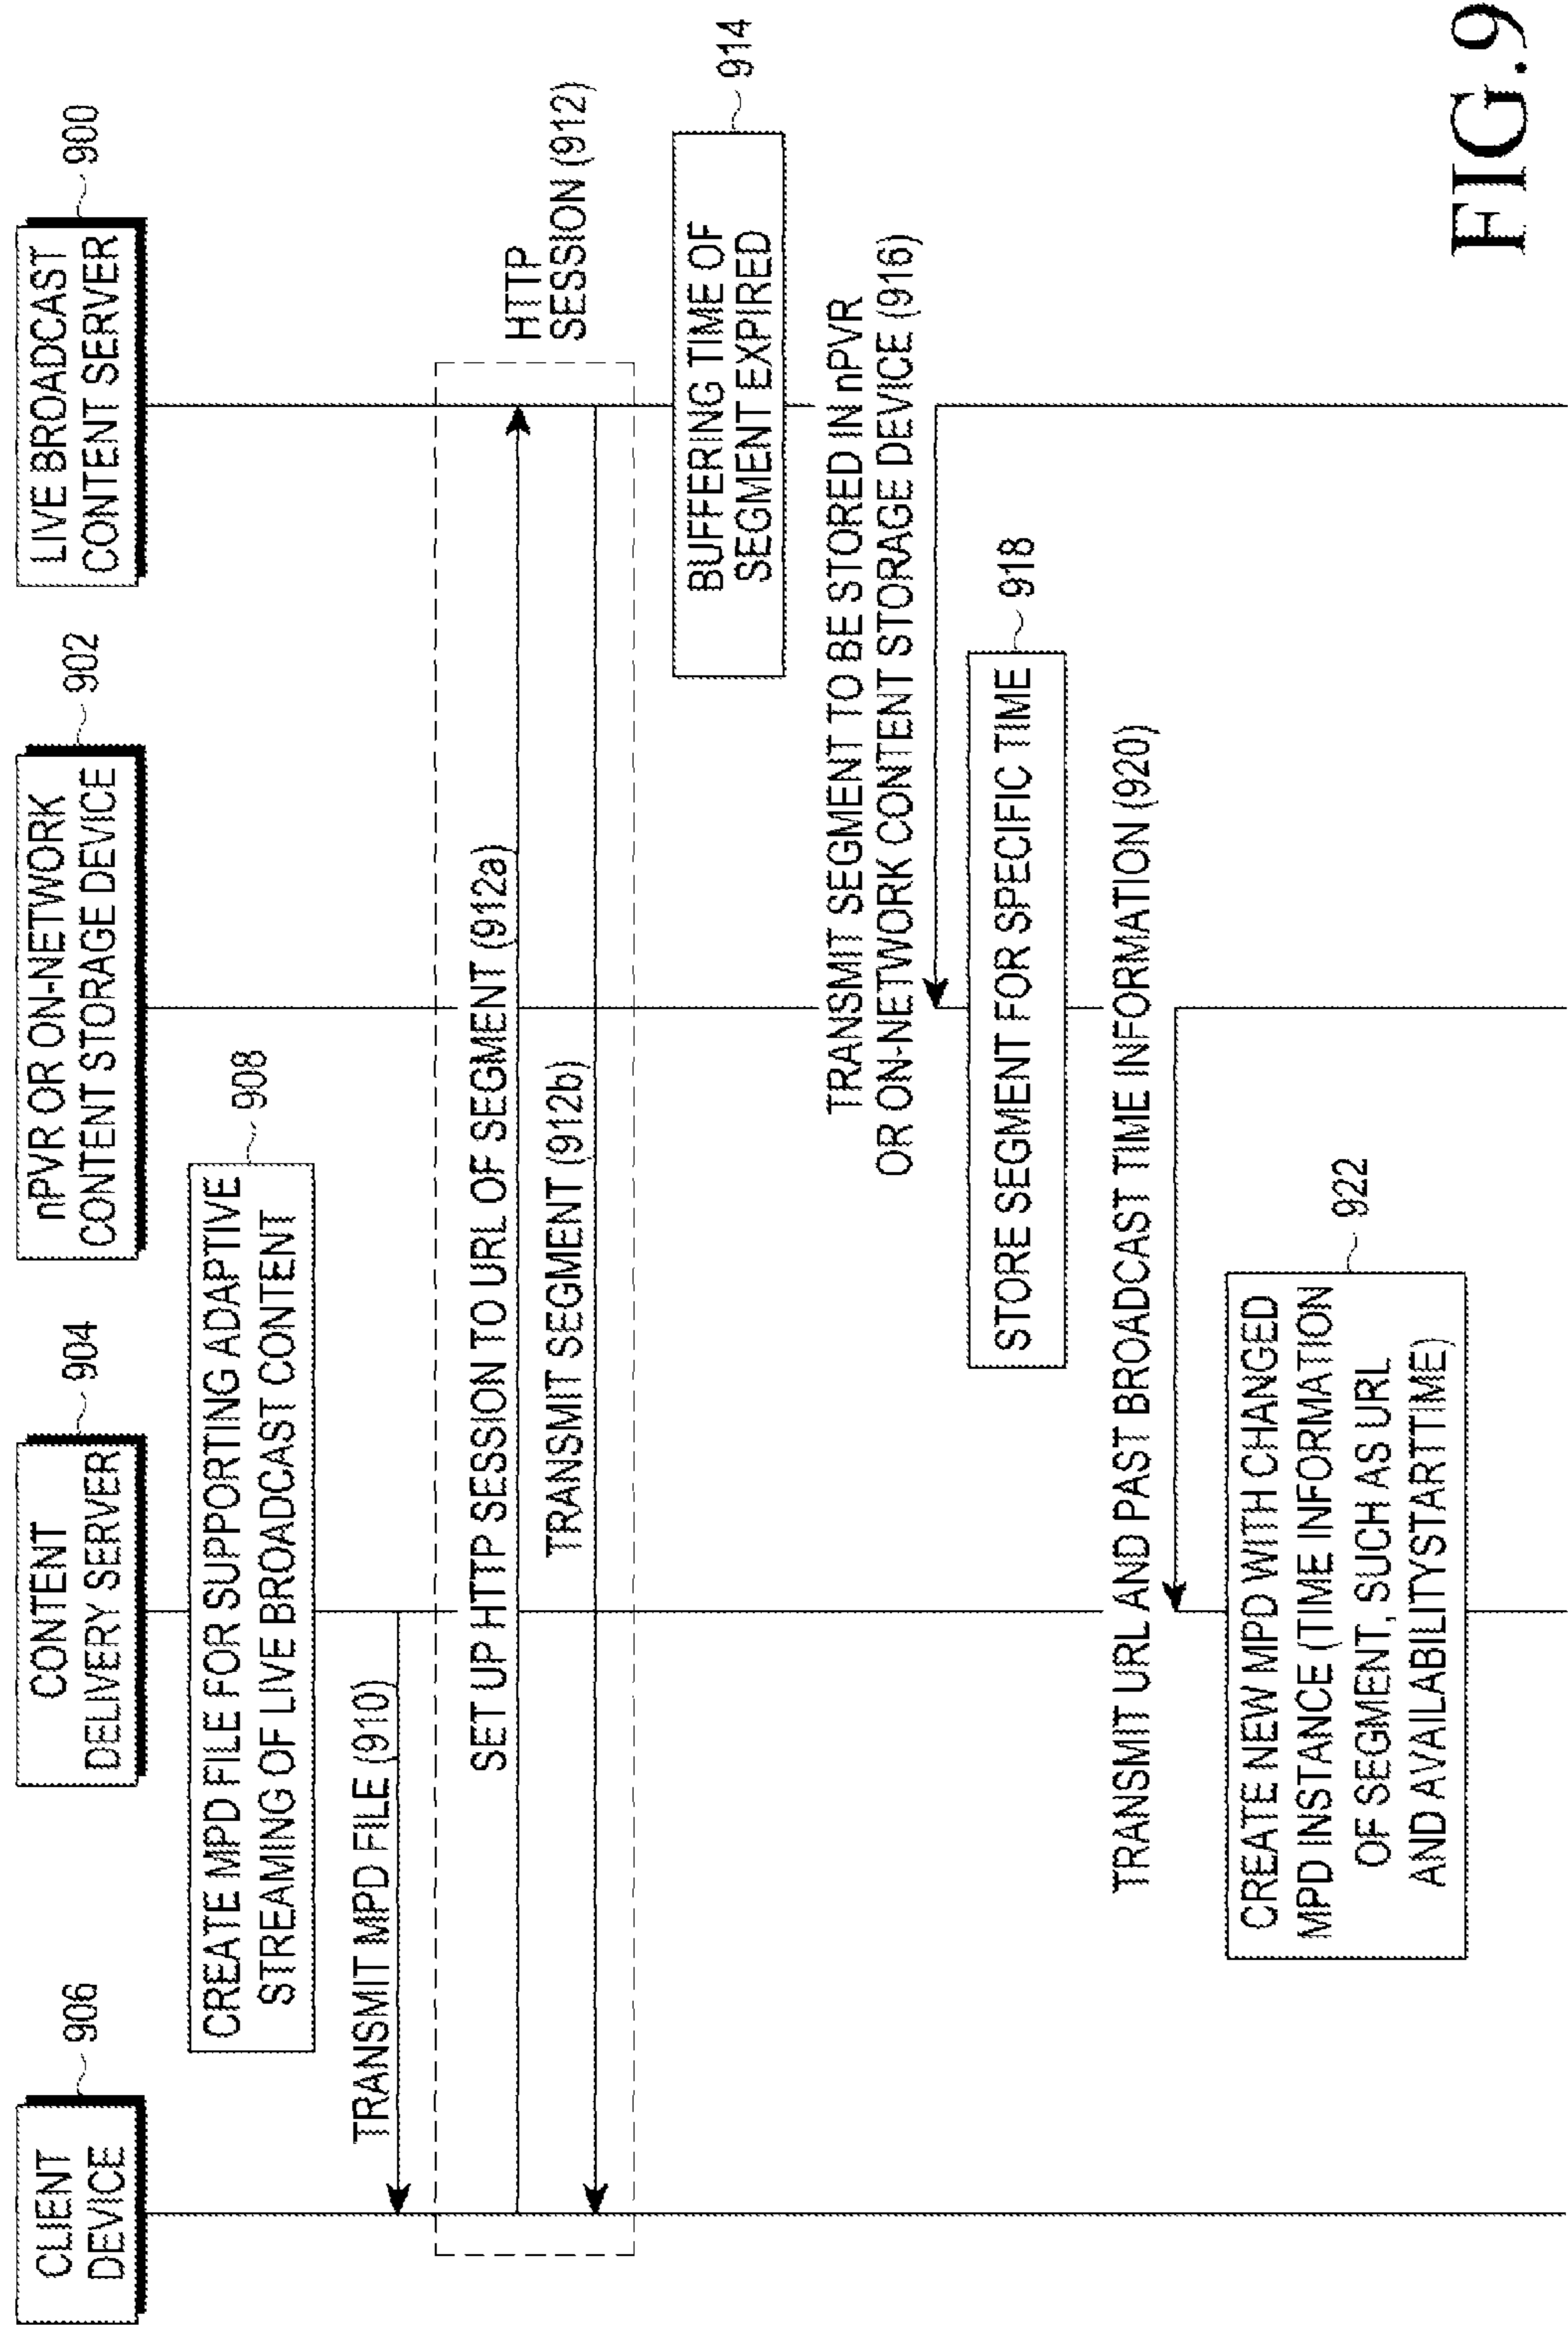 CLIENT
DEVICE
906
CONTENT
DELIVERY SERVER
904
nPVR OR ON-NETWORK
CONTENT STORAGE DEVICE
902
LIVE BROADCAST
CONTENT SERVER
900
CREATE MPD FILE FOR SUPPORTING ADAPTIVE
STREAMING OF LIVE BROADCAST CONTENT
908
TRANSMIT MPD FILE (910)
HTTP
SESSION (912)
SET UP HTTP SESSION TO URL OF SEGMENT (912a)
TRANSMIT SEGMENT (912b)
BUFFERING TIME OF
SEGMENT EXPIRED
914
TRANSMIT SEGMENT TO BE STORED IN nPVR
OR ON-NETWORK CONTENT STORAGE DEVICE (916)
STORE SEGMENT FOR SPECIFIC TIME
918
TRANSMIT URL AND PAST BROADCAST TIME INFORMATION (920)
CREATE NEW MPD WITH CHANGED
MPD INSTANCE (TIME INFORMATION
OF SEGMENT, SUCH AS URL
AND AVAILABILITYSTARTTIME)
922
FIG.9